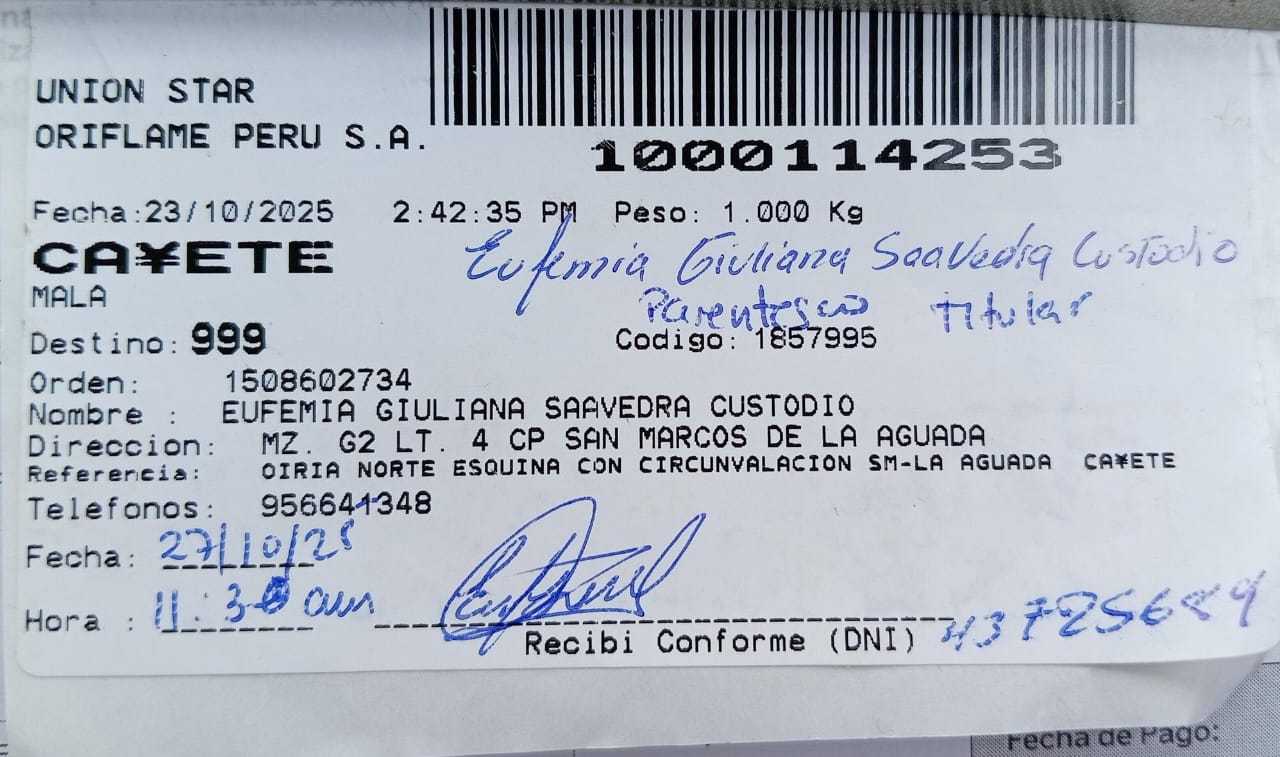 UNION STAR
ORIFLAME PERU S.A.
1000114253
Fecha:23/10/2025 2:42:35 PM Peso: 1.000 Kg
CA¥ETE
Eufemia Giuliana Saavedra Custodio
MALA
Parentesco Titular
Destino: 999 Codigo: 1857995
Orden: 1508602734
Nombre : EUFEMIA GIULIANA SAAVEDRA CUSTODIO
Direccion: MZ. G2 LT. 4 CP SAN MARCOS DE LA AGUADA
Referencia: OIRIA NORTE ESQUINA CON CIRCUNVALACION SM-LA AGUADA CA¥ETE
Telefonos: 956641348
Fecha: 27/10/25
Hora : 11:30 am
Recibi Conforme (DNI) 43725689
Fecha de Pago: